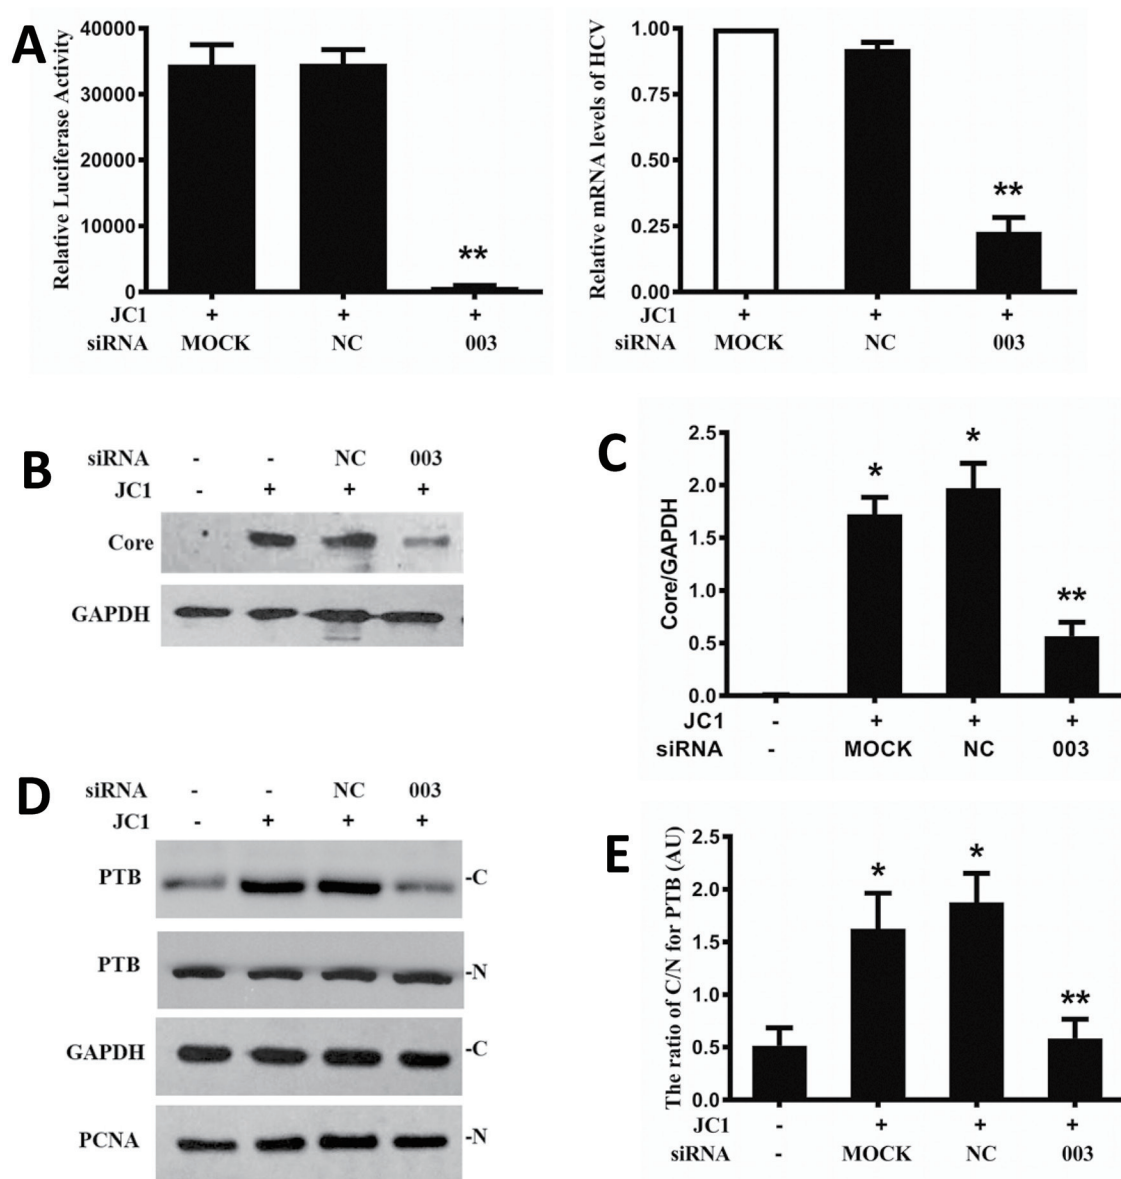 A
Relative Luciferase Activity
40000
30000
20000
10000
0
**
JC1 + + +
siRNA MOCK NC 003
Relative mRNA levels of HCV
1.00
0.75
0.50
0.25
0.00
**
JC1 + + +
siRNA MOCK NC 003
B
siRNA - - NC 003
JC1 - + + +
Core
GAPDH
C
Core/GAPDH
2.5
2.0
1.5
1.0
0.5
0.0
* * **
JC1 - + + +
siRNA - MOCK NC 003
D
siRNA - - NC 003
JC1 - + + +
PTB -C
PTB -N
GAPDH -C
PCNA -N
E
The ratio of C/N for PTB (AU)
2.5
2.0
1.5
1.0
0.5
0.0
* * **
JC1 - + + +
siRNA - MOCK NC 003